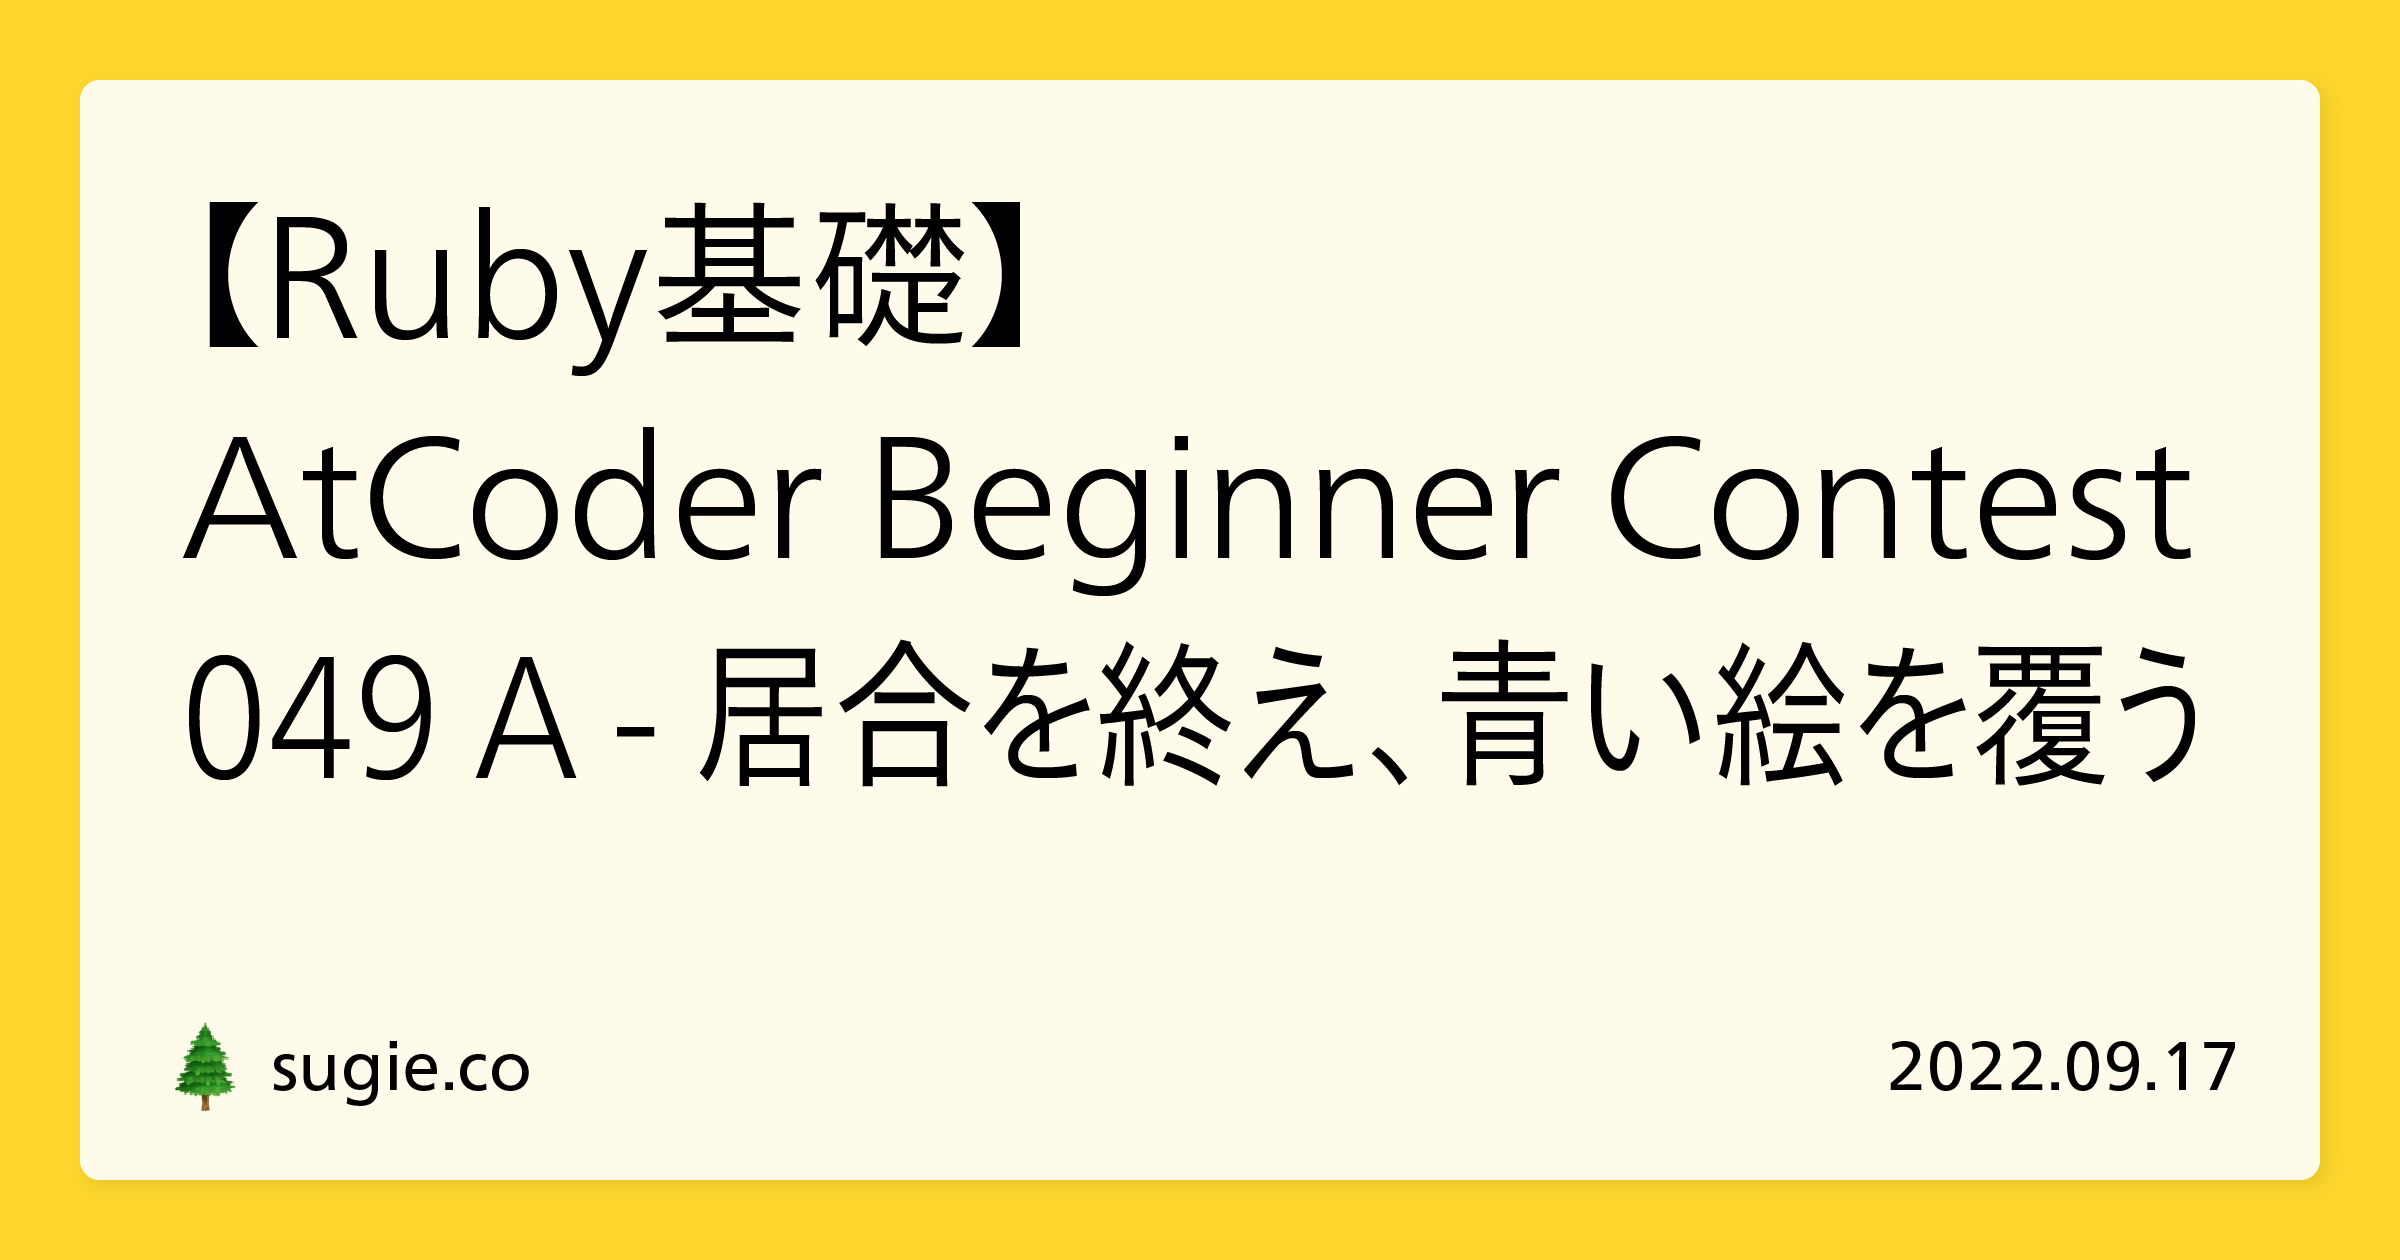 【Ruby基礎】
AtCoder Beginner Contest
049 A - 居合を終え、青い絵を覆う
sugie.co
2022.09.17